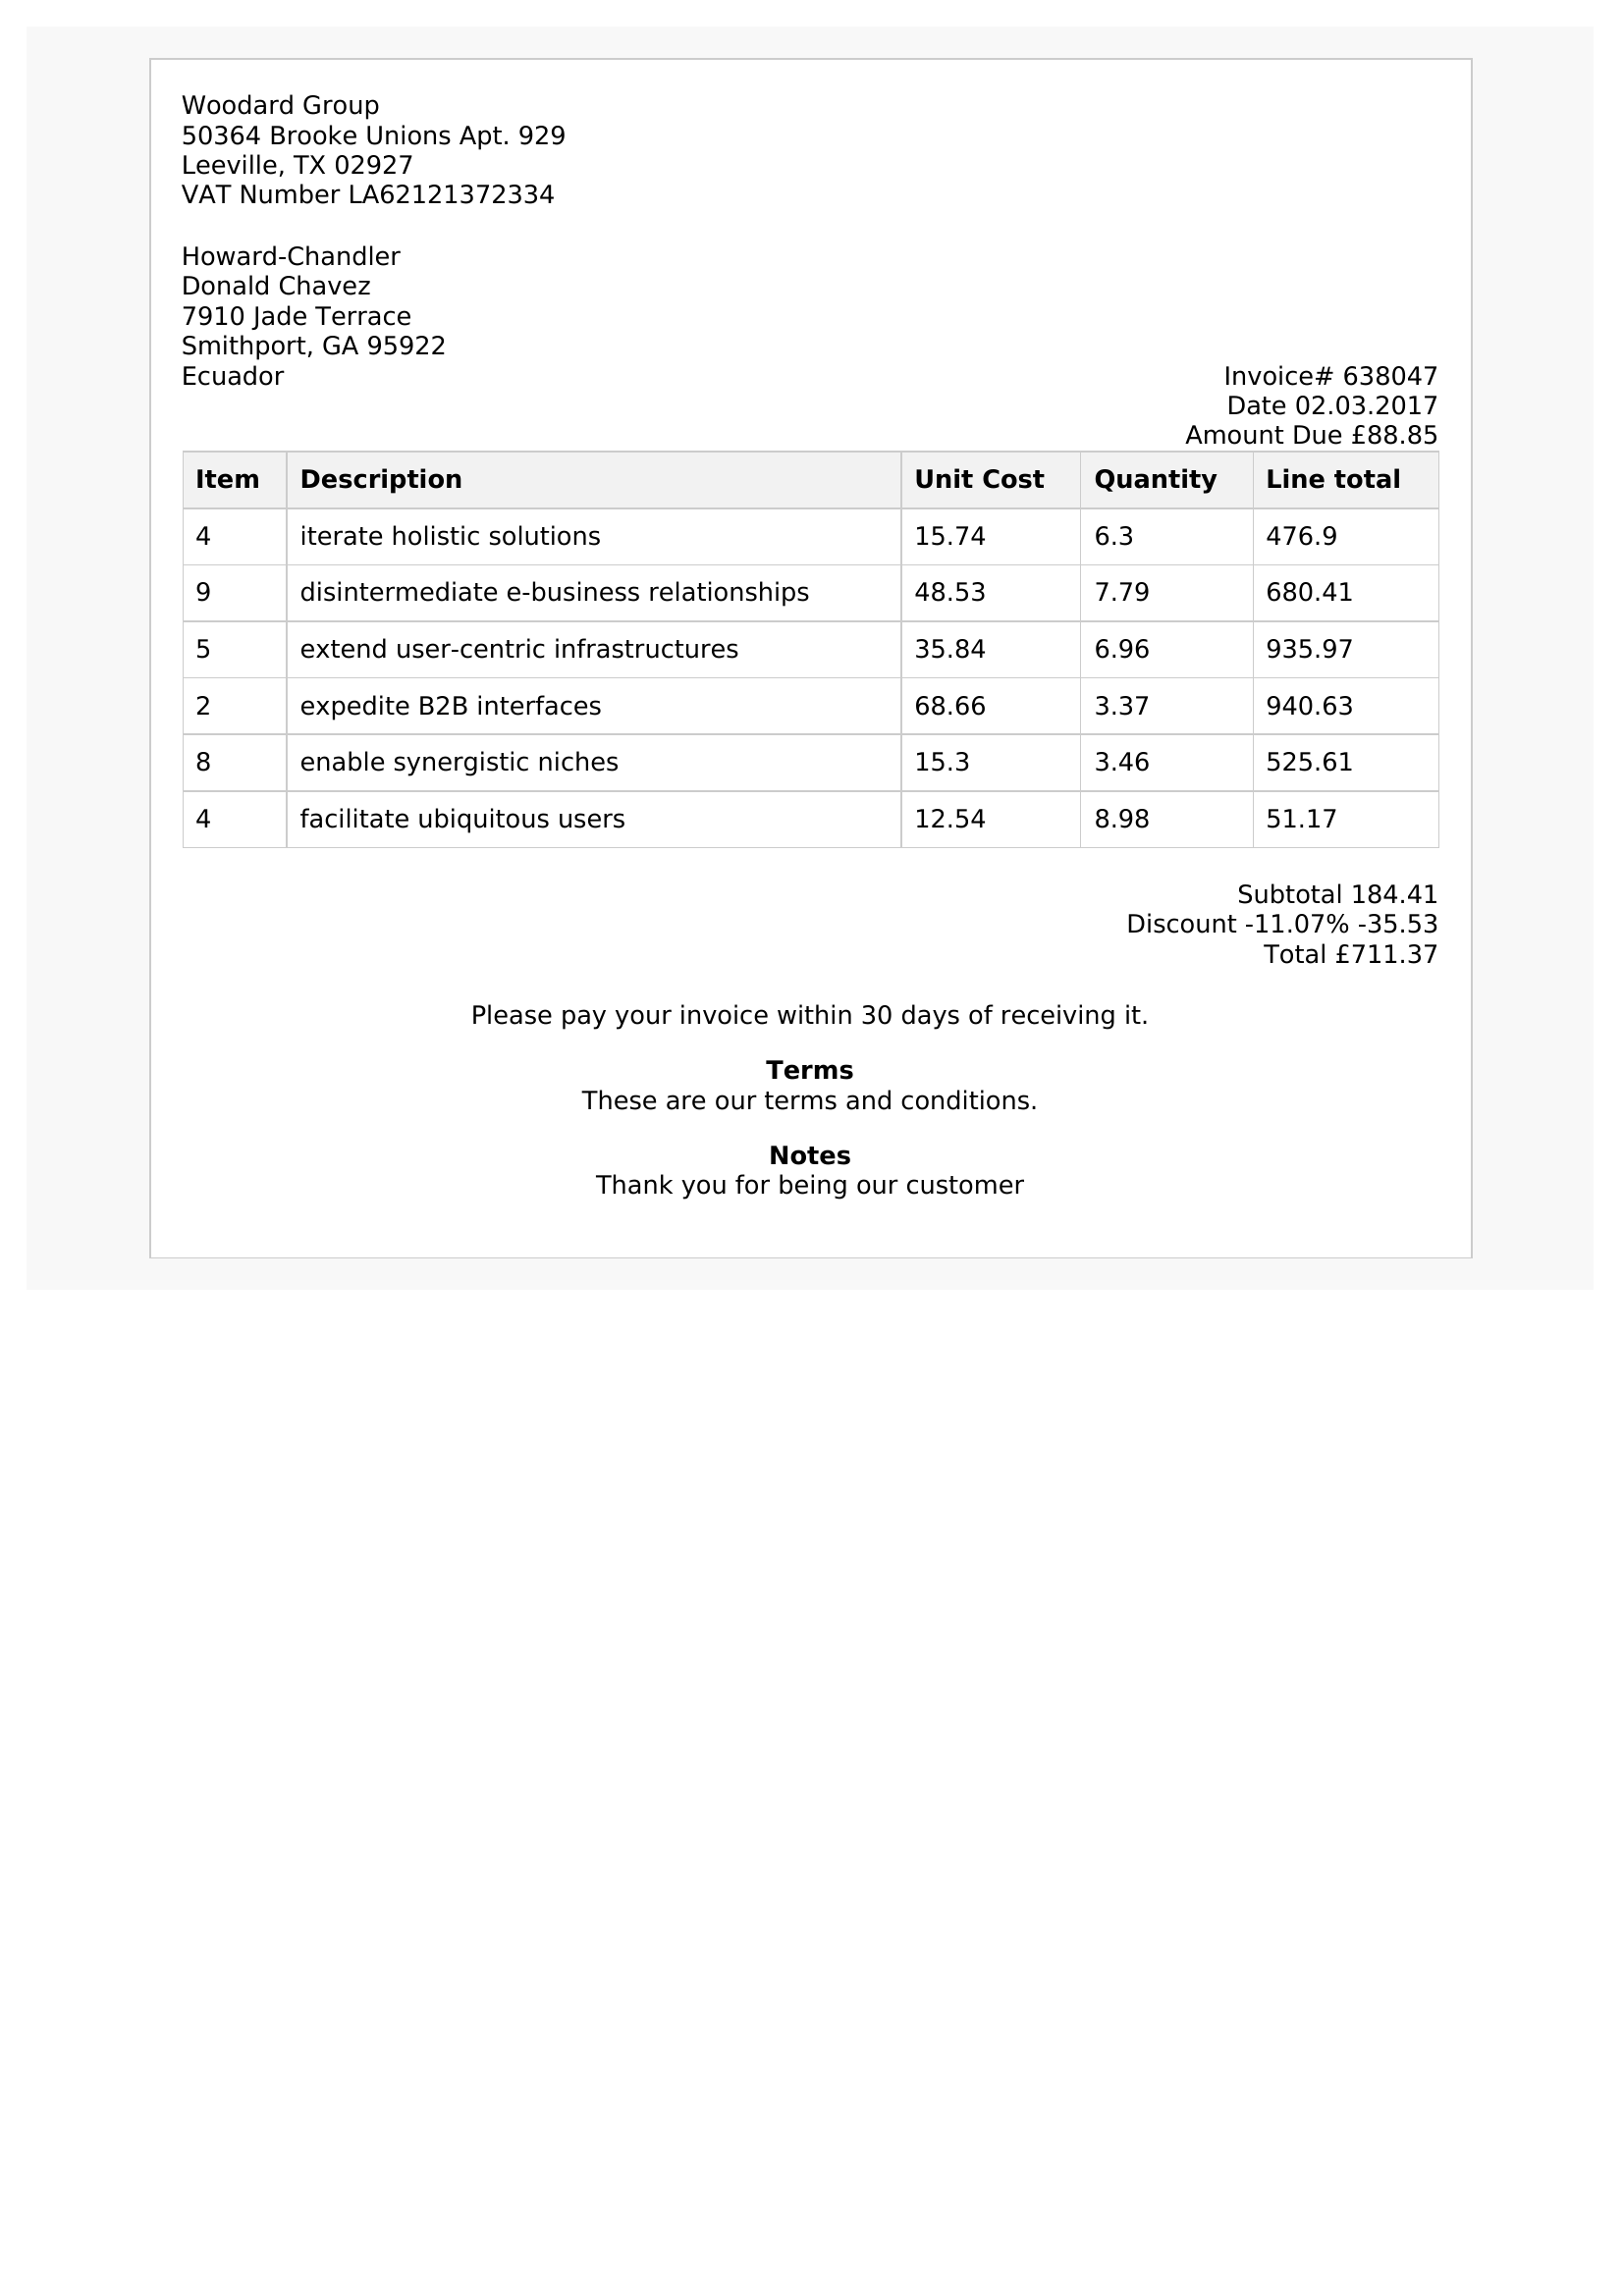 Woodard Group
50364 Brooke Unions Apt. 929
Leeville, TX 02927
VAT Number LA62121372334
Howard-Chandler
Donald Chavez
7910 Jade Terrace
Smithport, GA 95922
Ecuador
Invoice# 638047
Date 02.03.2017
Amount Due £88.85
Item Description Unit Cost Quantity Line total
4 iterate holistic solutions 15.74 6.3 476.9
9 disintermediate e-business relationships 48.53 7.79 680.41
5 extend user-centric infrastructures 35.84 6.96 935.97
2 expedite B2B interfaces 68.66 3.37 940.63
8 enable synergistic niches 15.3 3.46 525.61
4 facilitate ubiquitous users 12.54 8.98 51.17
Subtotal 184.41
Discount -11.07% -35.53
Total £711.37
Please pay your invoice within 30 days of receiving it.
Terms
These are our terms and conditions.
Notes
Thank you for being our customer